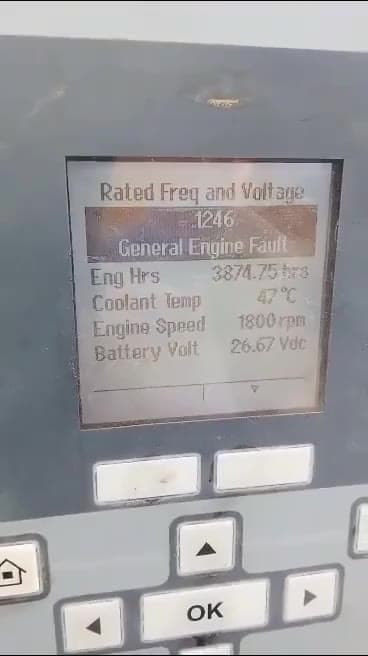 Rated Freq and Voltage
1246
General Engine Fault
Eng Hrs 3874.75 hrs
Coolant Temp 47 °C
Engine Speed 1800 rpm
Battery Volt 26.67 Vdc
OK